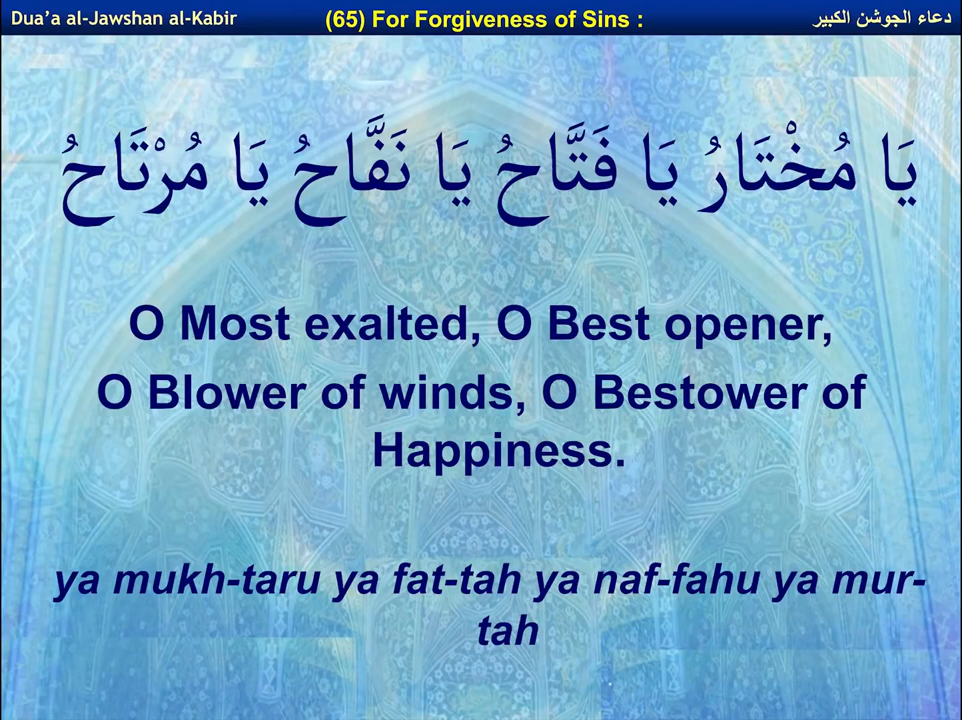 Dua'a al-Jawshan al-Kabir (65) For Forgiveness of Sins : دعاء الجوشن الكبير
يَا مُخْتَارُ يَا فَتَّاحُ يَا نَفَّاحُ يَا مُرْتَاحُ
O Most exalted, O Best opener,
O Blower of winds, O Bestower of
Happiness.
ya mukh-taru ya fat-tah ya naf-fahu ya mur-
tah